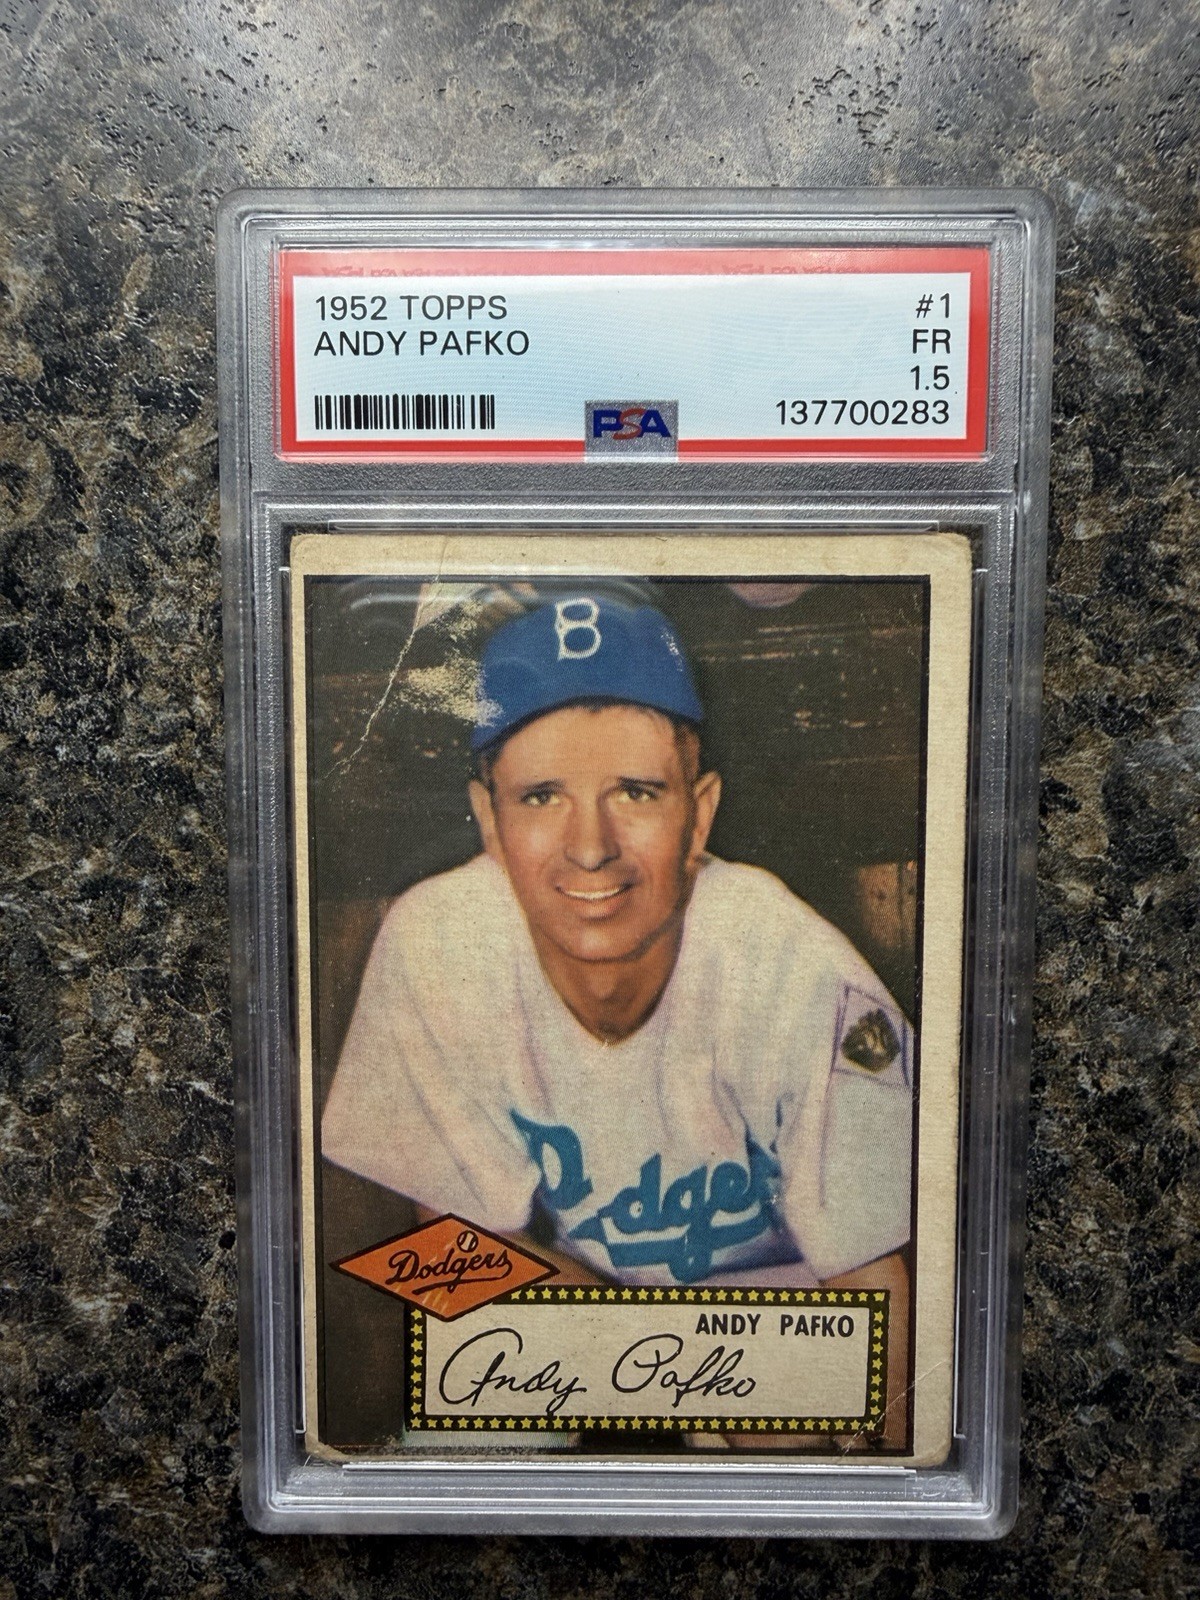 1952 TOPPS #1
ANDY PAFKO FR
1.5
PSA 137700283
B
Dodgers
Dodgers
ANDY PAFKO
Andy Pafko